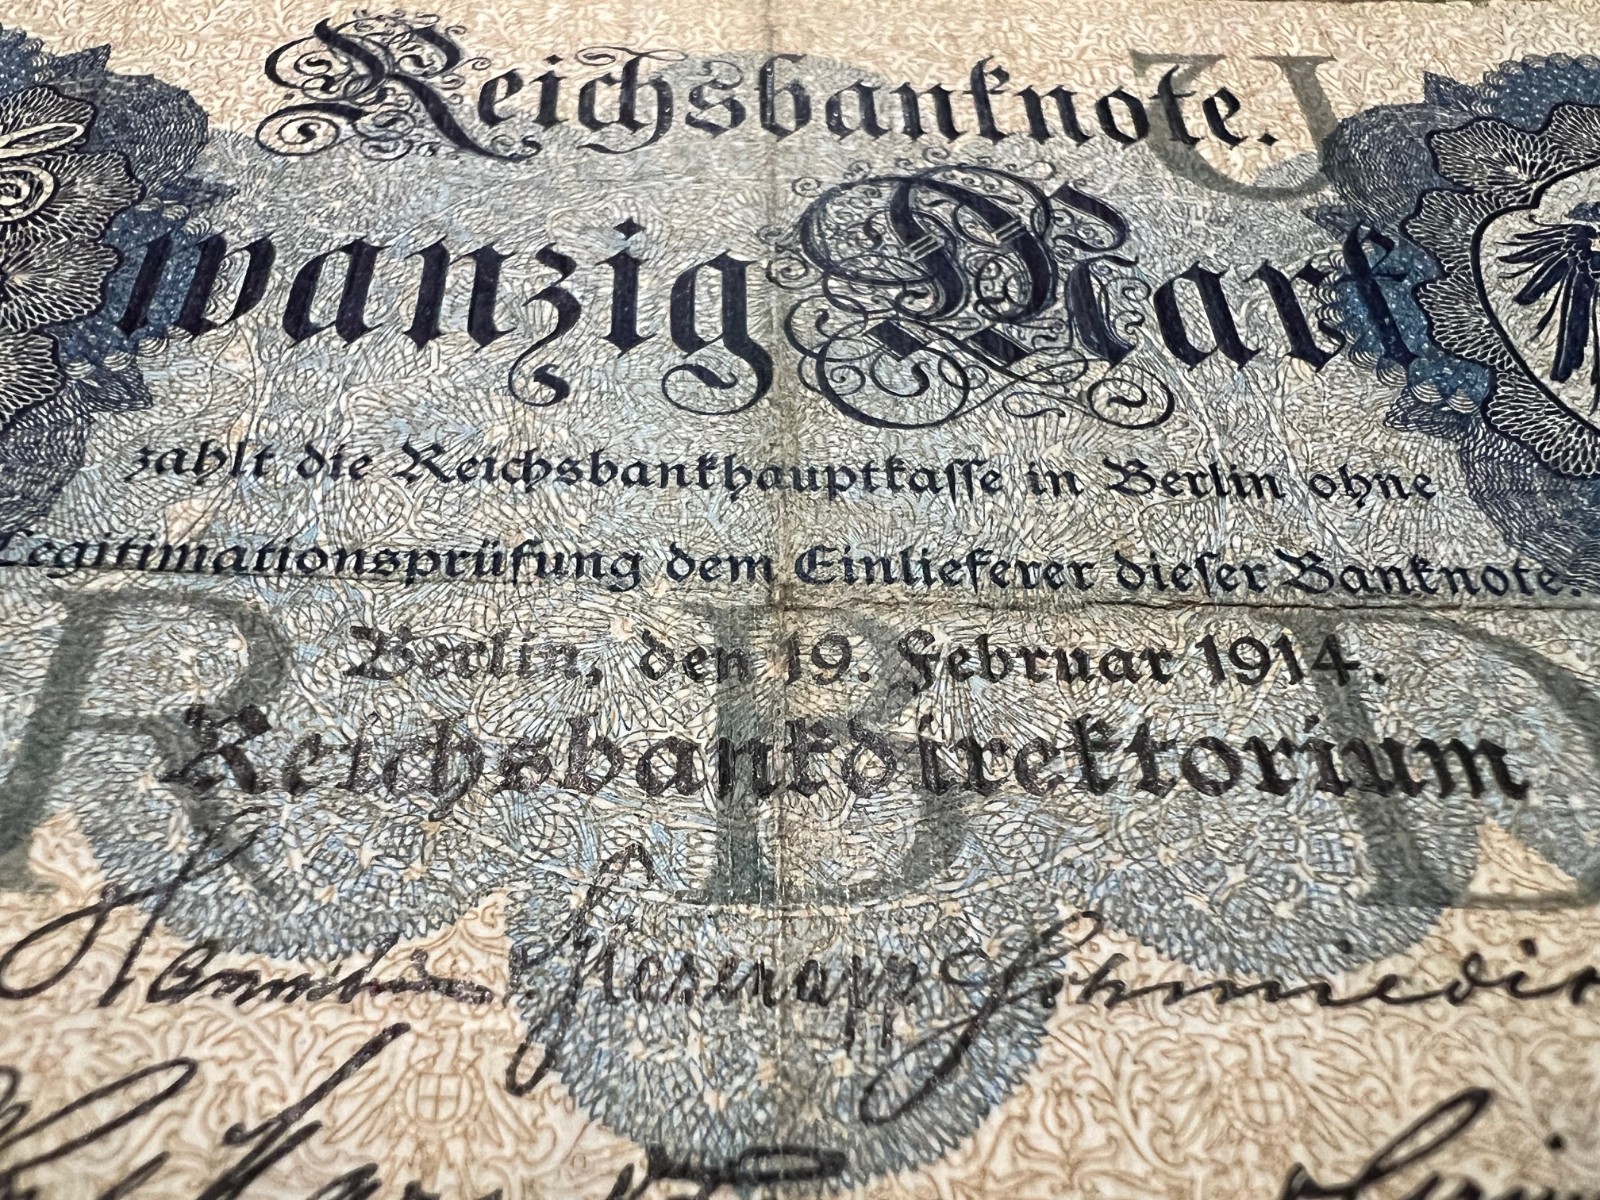 Reichsbanknote.
wanzig Mark
zahlt die Reichsbankhauptkasse in Berlin ohne
Legitimationsprüfung dem Einlieferer dieser Banknote.
Berlin, den 19. Februar 1914.
Reichsbankdirektorium